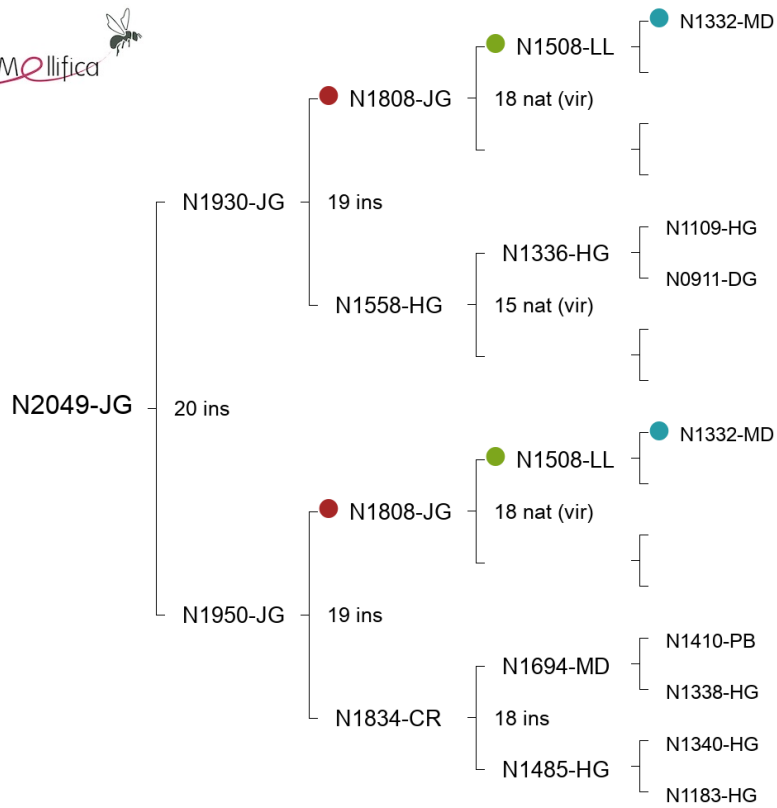 Mellifica
N1332-MD
N1508-LL
N1808-JG
18 nat (vir)
N1930-JG
19 ins
N1109-HG
N1336-HG
N0911-DG
N1558-HG
15 nat (vir)
N2049-JG
20 ins
N1332-MD
N1508-LL
N1808-JG
18 nat (vir)
N1950-JG
19 ins
N1410-PB
N1694-MD
N1338-HG
N1834-CR
18 ins
N1340-HG
N1485-HG
N1183-HG